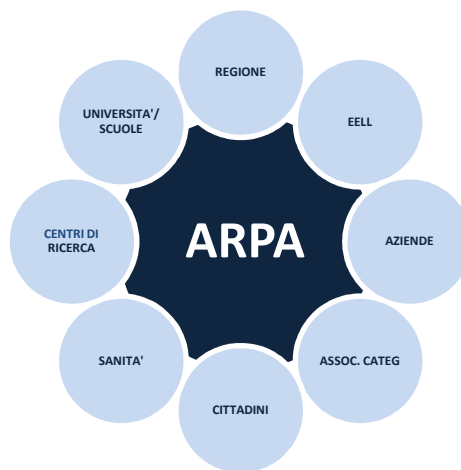 REGIONE
UNIVERSITA'/
SCUOLE
EELL
CENTRI DI
RICERCA
ARPA
AZIENDE
SANITA'
ASSOC. CATEG
CITTADINI